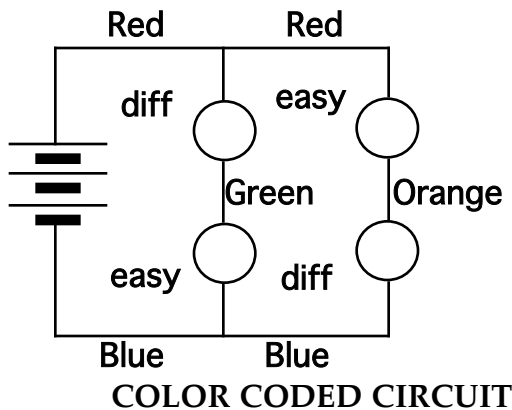 Red Red
diff easy
Green Orange
easy diff
Blue Blue
COLOR CODED CIRCUIT